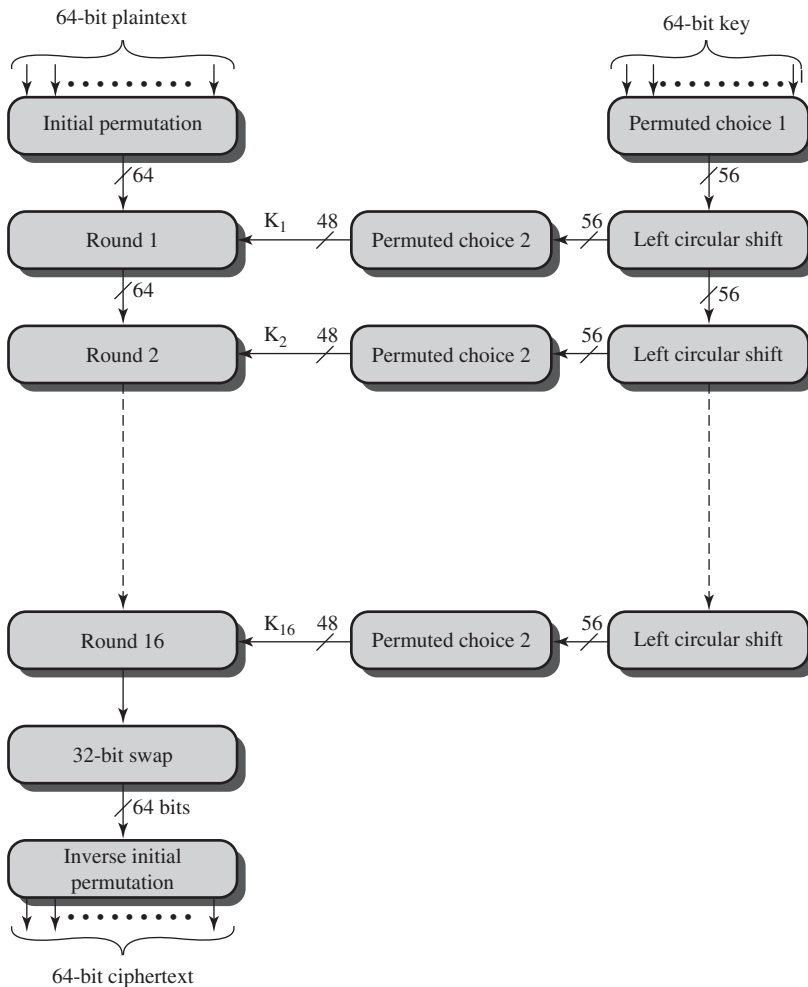 64-bit plaintext
64-bit key
Initial permutation
Permuted choice 1
64
56
Round 1
K1
48
Permuted choice 2
56
Left circular shift
64
56
Round 2
K2
48
Permuted choice 2
56
Left circular shift
Round 16
K16
48
Permuted choice 2
56
Left circular shift
32-bit swap
64 bits
Inverse initial
permutation
64-bit ciphertext